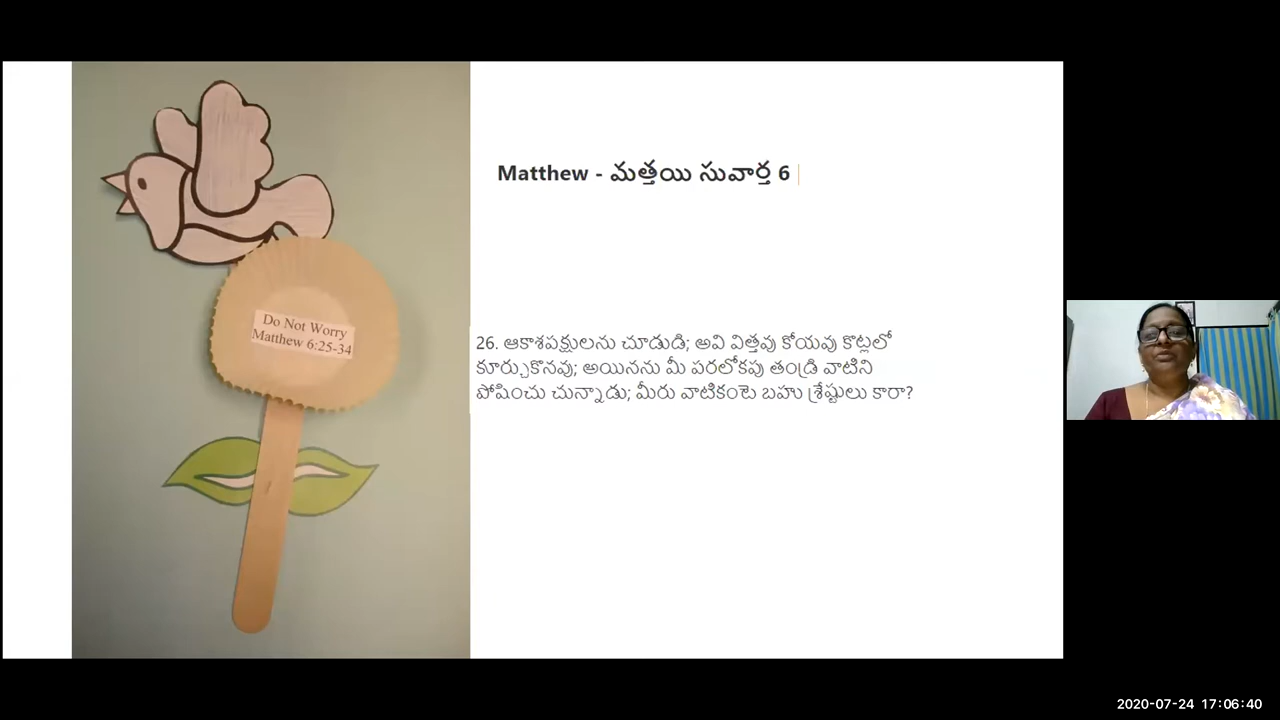 Matthew - మత్తయి సువార్త 6
Do Not Worry
Matthew 6:25-34
26. ఆకాశపక్షులను చూడుడి; అవి విత్తవు కోయవు కొట్లలో
కూర్చుకొనవు; అయినను మీ పరలోకపు తండ్రి వాటిని
పోషించు చున్నాడు; మీరు వాటికంటె బహు శ్రేష్టులు కారా?
2020-07-24 17:06:40